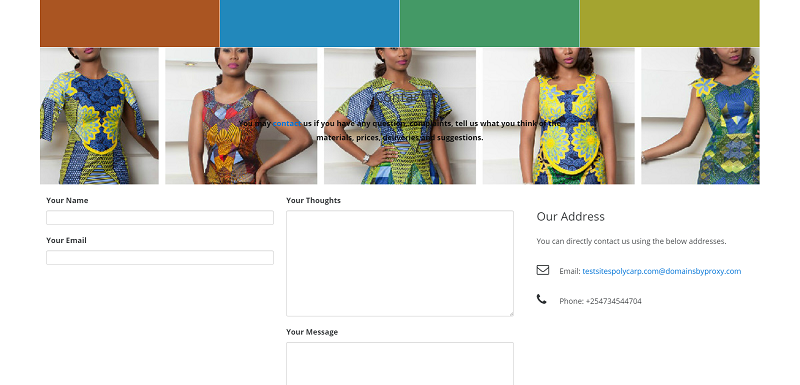 Contact
You may contact us if you have any question, complaints, tell us what you think of the
materials, prices, deliveries and suggestions.
Your Name
Your Email
Your Thoughts
Your Message
Our Address
You can directly contact us using the below addresses.
Email: testsitespolycarp.com@domainsbyproxy.com
Phone: +254734544704